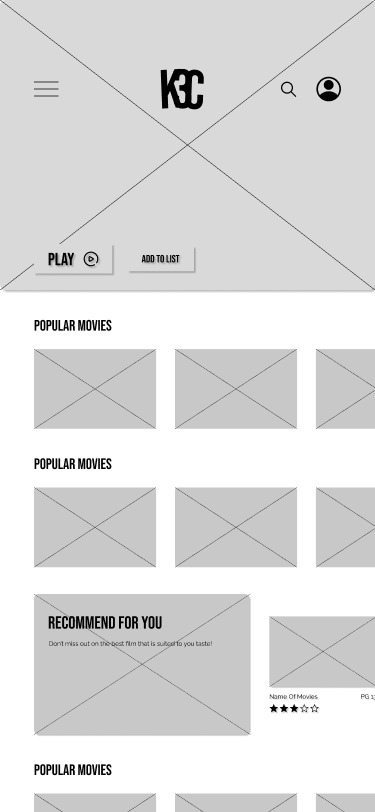 K3C
PLAY
ADD TO LIST
POPULAR MOVIES
POPULAR MOVIES
RECOMMEND FOR YOU
Don't miss out on the best film that is suited to you taste!
Name Of Movies
PG
POPULAR MOVIES